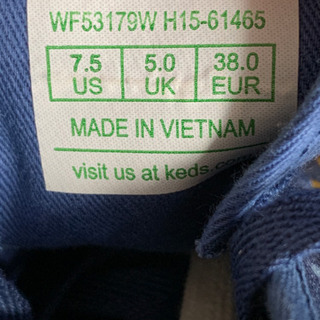 WF53179W H15-61465
7.5 5.0 38.0
US UK EUR
MADE IN VIETNAM
visit us at keds.com